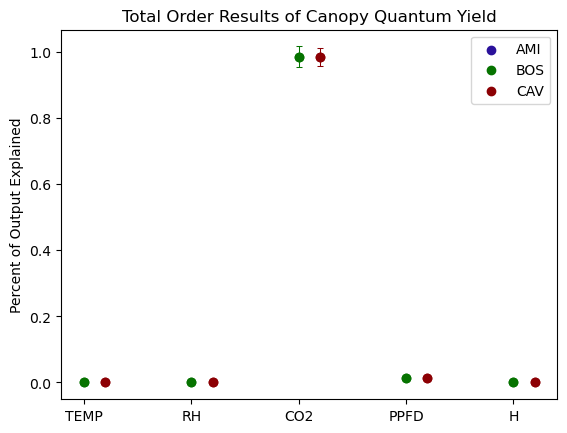 Total Order Results of Canopy Quantum Yield
AMI
BOS
CAV
Percent of Output Explained
1.0
0.8
0.6
0.4
0.2
0.0
TEMP RH CO2 PPFD H